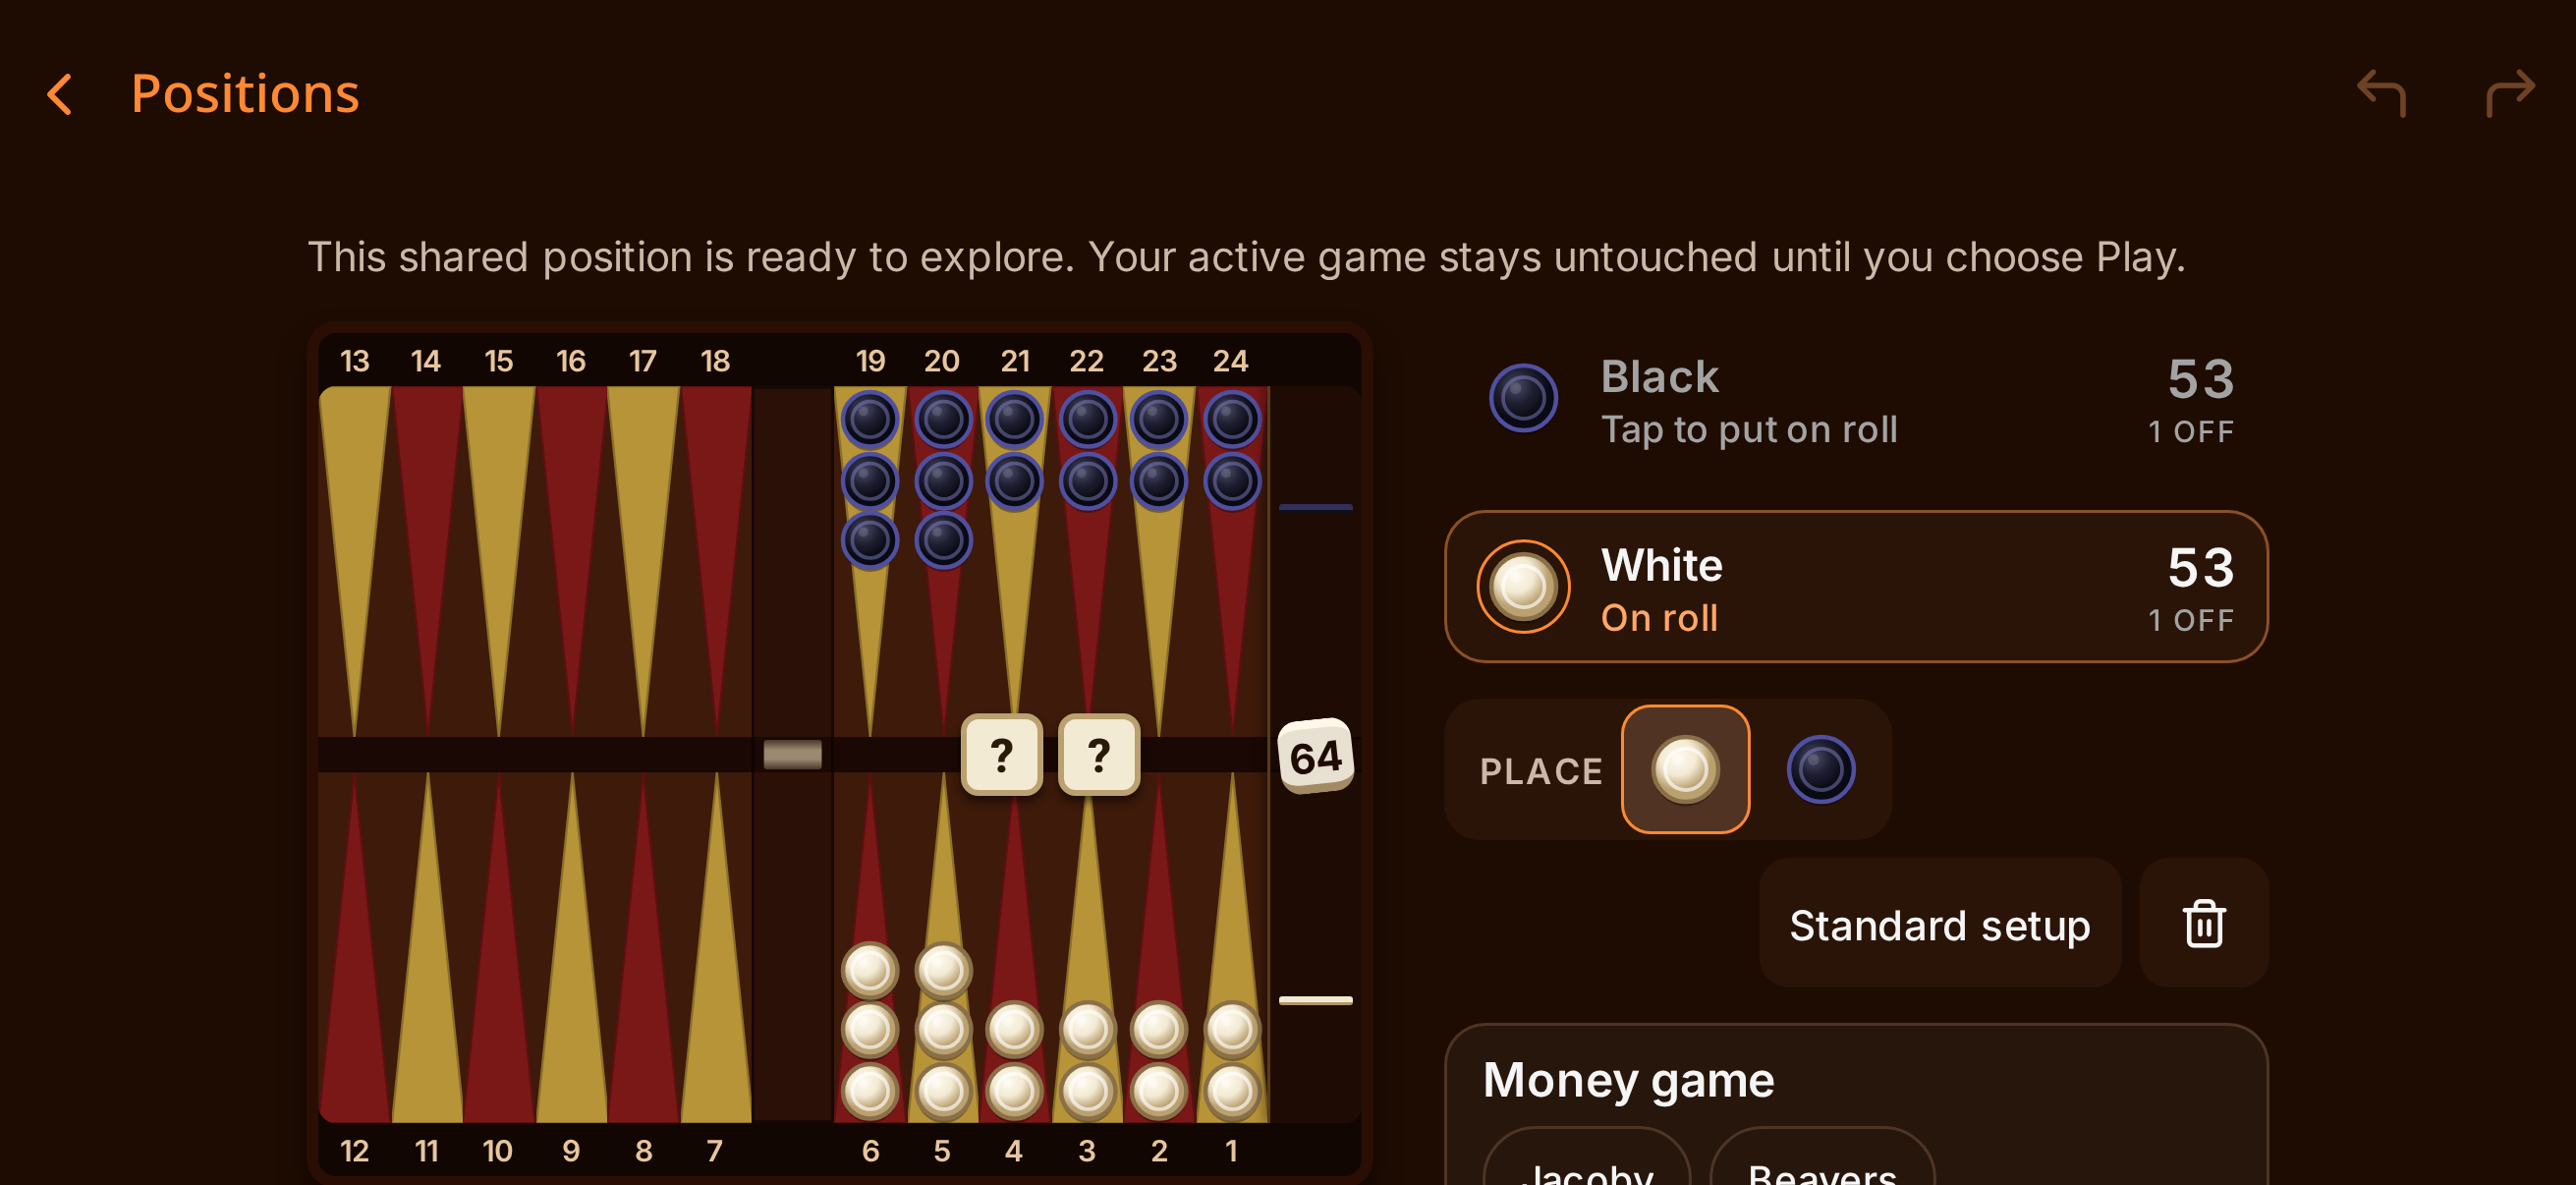 Positions
This shared position is ready to explore. Your active game stays untouched until you choose Play.
13 14 15 16 17 18 19 20 21 22 23 24
? ? 64
12 11 10 9 8 7 6 5 4 3 2 1
Black 53
Tap to put on roll 1 OFF
White 53
On roll 1 OFF
PLACE
Standard setup
Money game
Jacoby Beavers